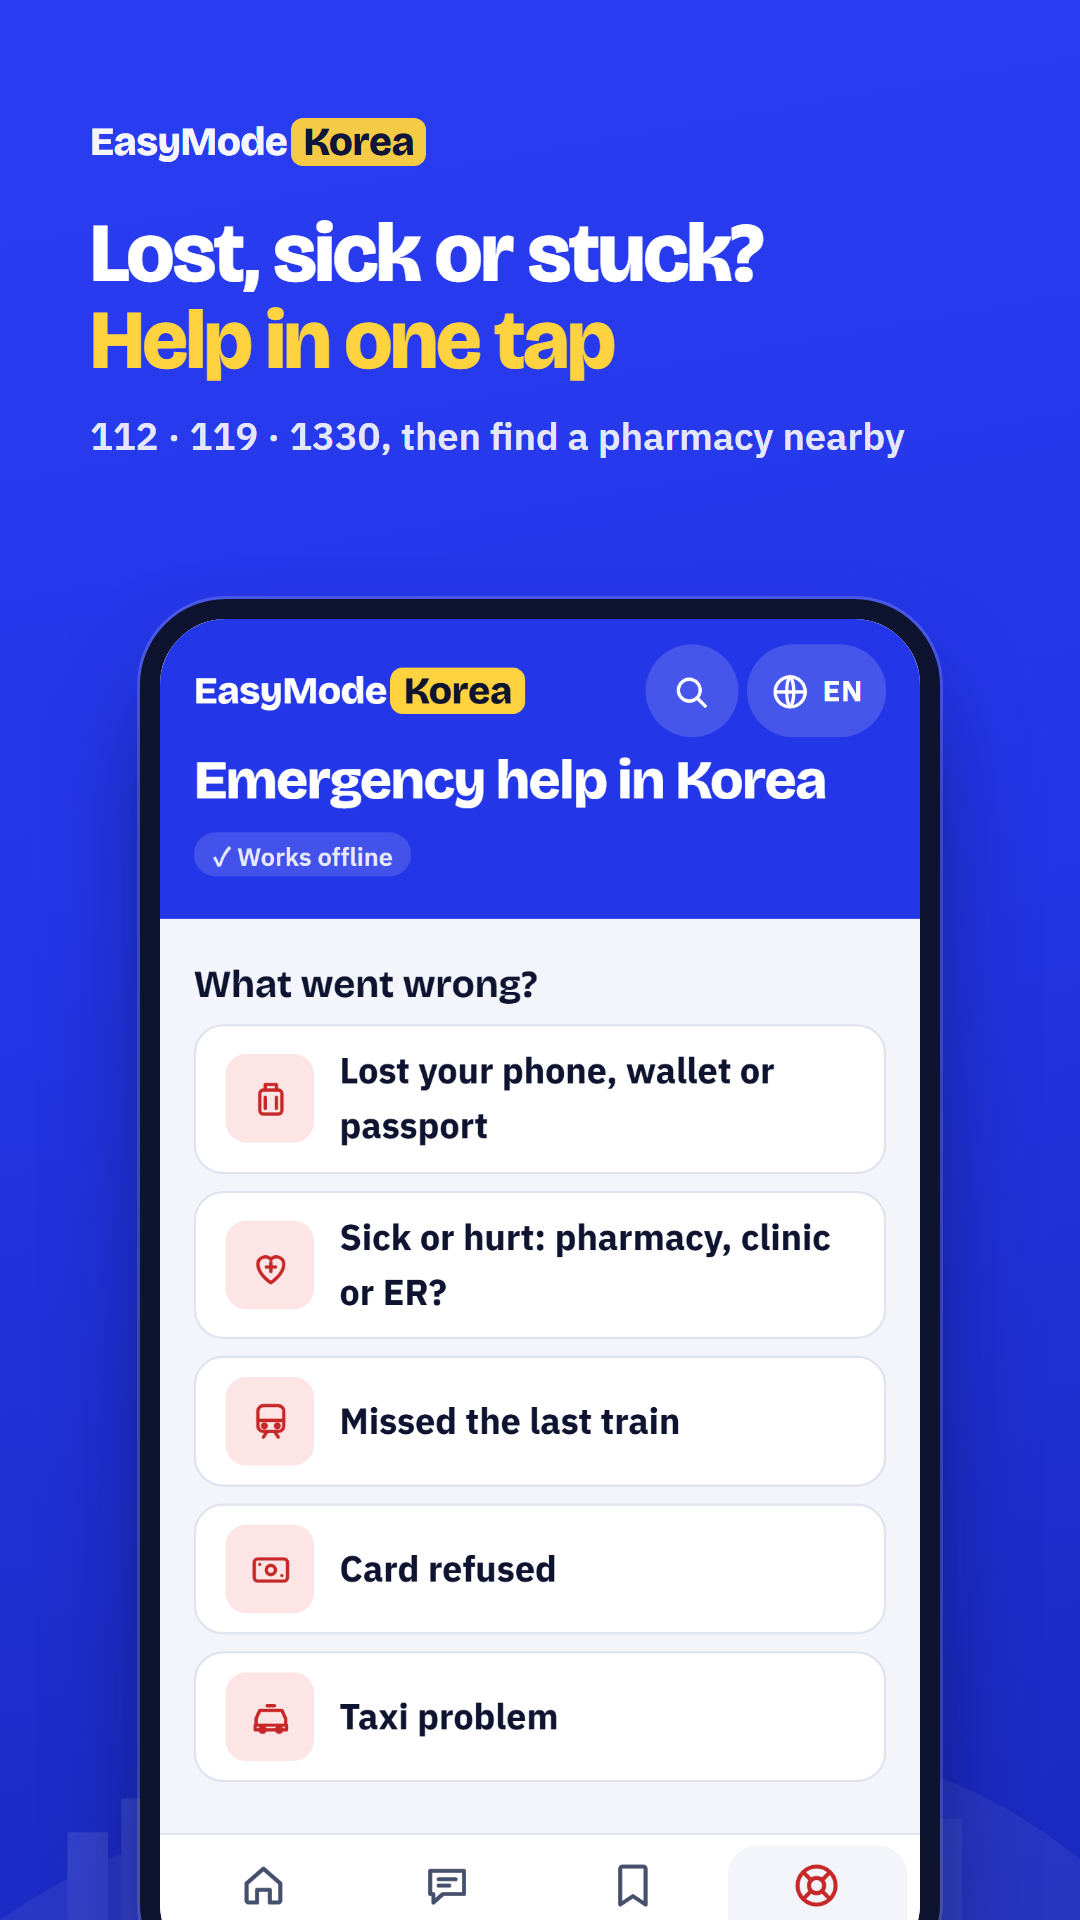 EasyMode Korea
Lost, sick or stuck?
Help in one tap
112 · 119 · 1330, then find a pharmacy nearby
EasyMode Korea
EN
Emergency help in Korea
✓ Works offline
What went wrong?
Lost your phone, wallet or
passport
Sick or hurt: pharmacy, clinic
or ER?
Missed the last train
Card refused
Taxi problem